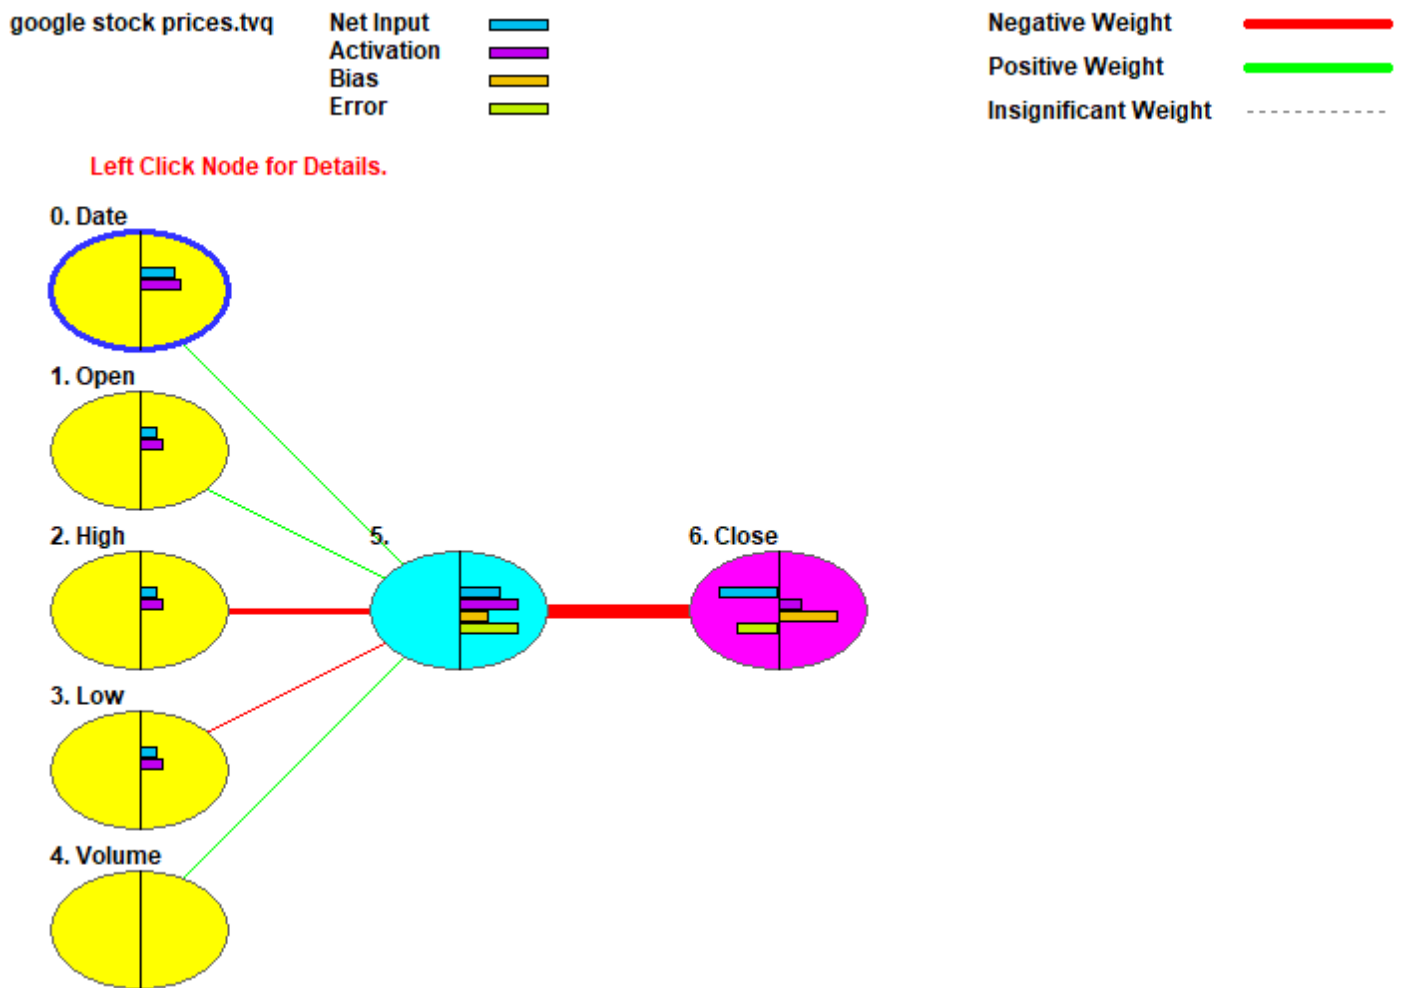 google stock prices.tvq
Net Input
Activation
Bias
Error
Negative Weight
Positive Weight
Insignificant Weight
Left Click Node for Details.
0. Date
1. Open
2. High
5.
6. Close
3. Low
4. Volume